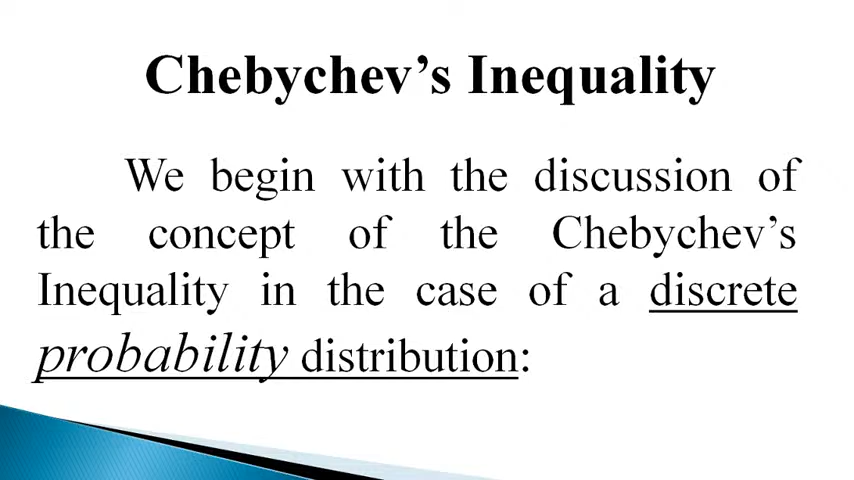 Chebychev’s Inequality
We begin with the discussion of
the concept of the Chebychev’s
Inequality in the case of a discrete
probability distribution: